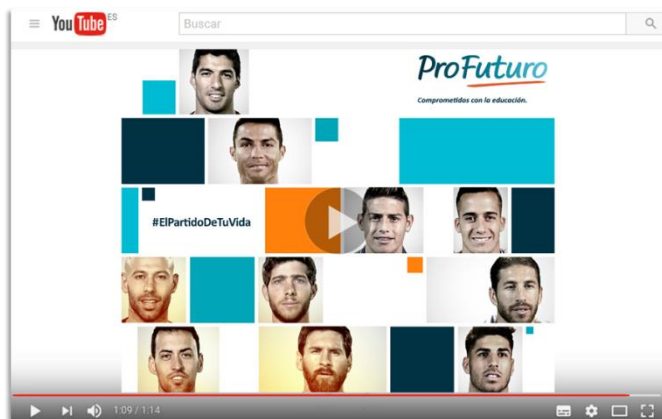 YouTube ES
Buscar
ProFuturo
Comprometidos con la educación.
#ElPartidoDeTuVida
1:09 / 1:14